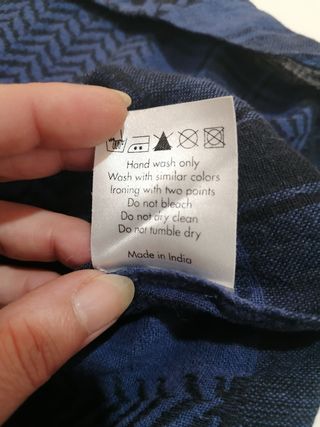 Hand wash only
Wash with similar colors
Ironing with two points
Do not bleach
Do not dry clean
Do not tumble dry
Made in India